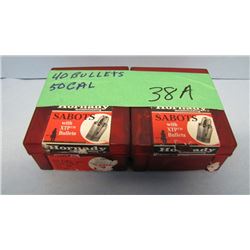 40 BULLETS
50 CAL
38A
Hornady
SABOTS
with
XTP
Bullets
Hornady
SABOTS
with
XTP
Bullets